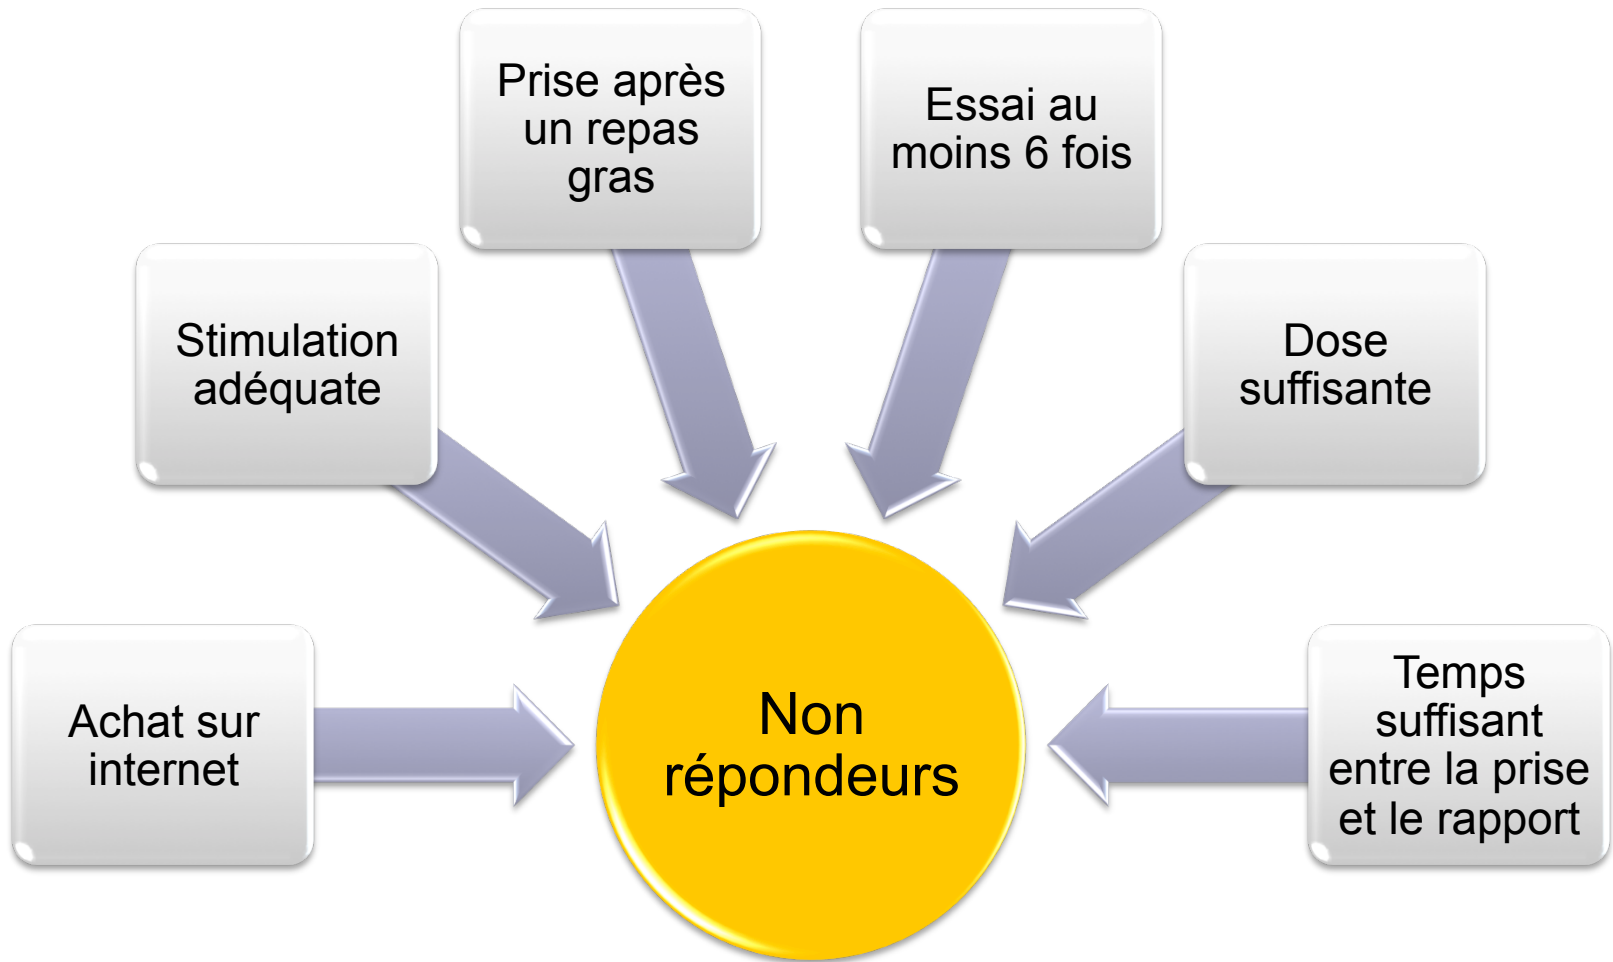 Prise après
un repas
gras
Essai au
moins 6 fois
Stimulation
adéquate
Dose
suffisante
Achat sur
internet
Non
répondeurs
Temps
suffisant
entre la prise
et le rapport